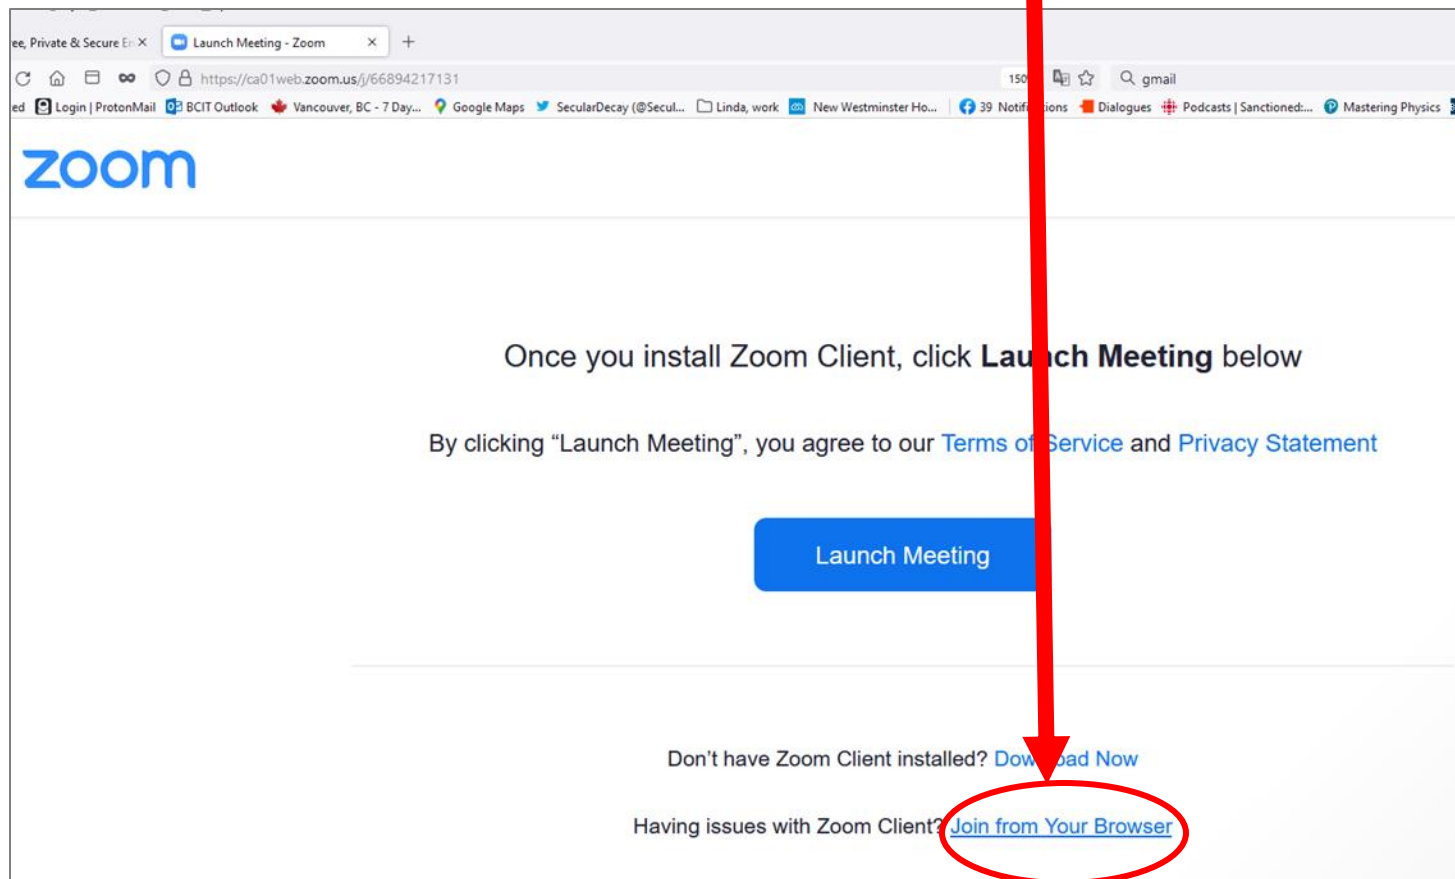 ee, Private & Secure En
Launch Meeting - Zoom
https://ca01web.zoom.us/j/66894217131
gmail
ed Login | ProtonMail BCIT Outlook Vancouver, BC - 7 Day... Google Maps SecularDecay (@Secul... Linda, work New Westminster Ho... 39 Notifications Dialogues Podcasts | Sanctioned:... Mastering Physics
zoom
Once you install Zoom Client, click Launch Meeting below
By clicking “Launch Meeting”, you agree to our Terms of Service and Privacy Statement
Launch Meeting
Don’t have Zoom Client installed? Download Now
Having issues with Zoom Client? Join from Your Browser